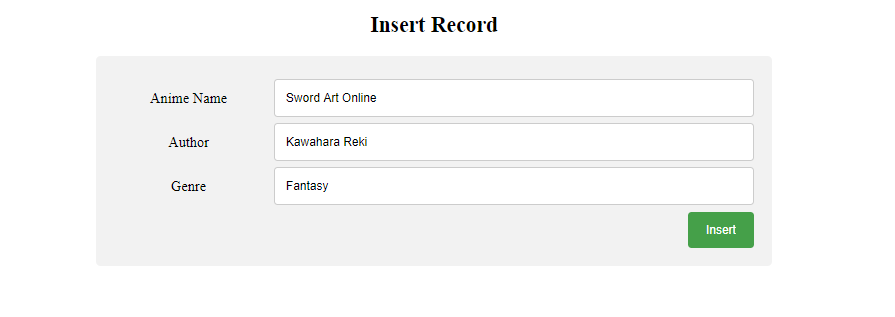 Insert Record
Anime Name Sword Art Online
Author Kawahara Reki
Genre Fantasy
Insert